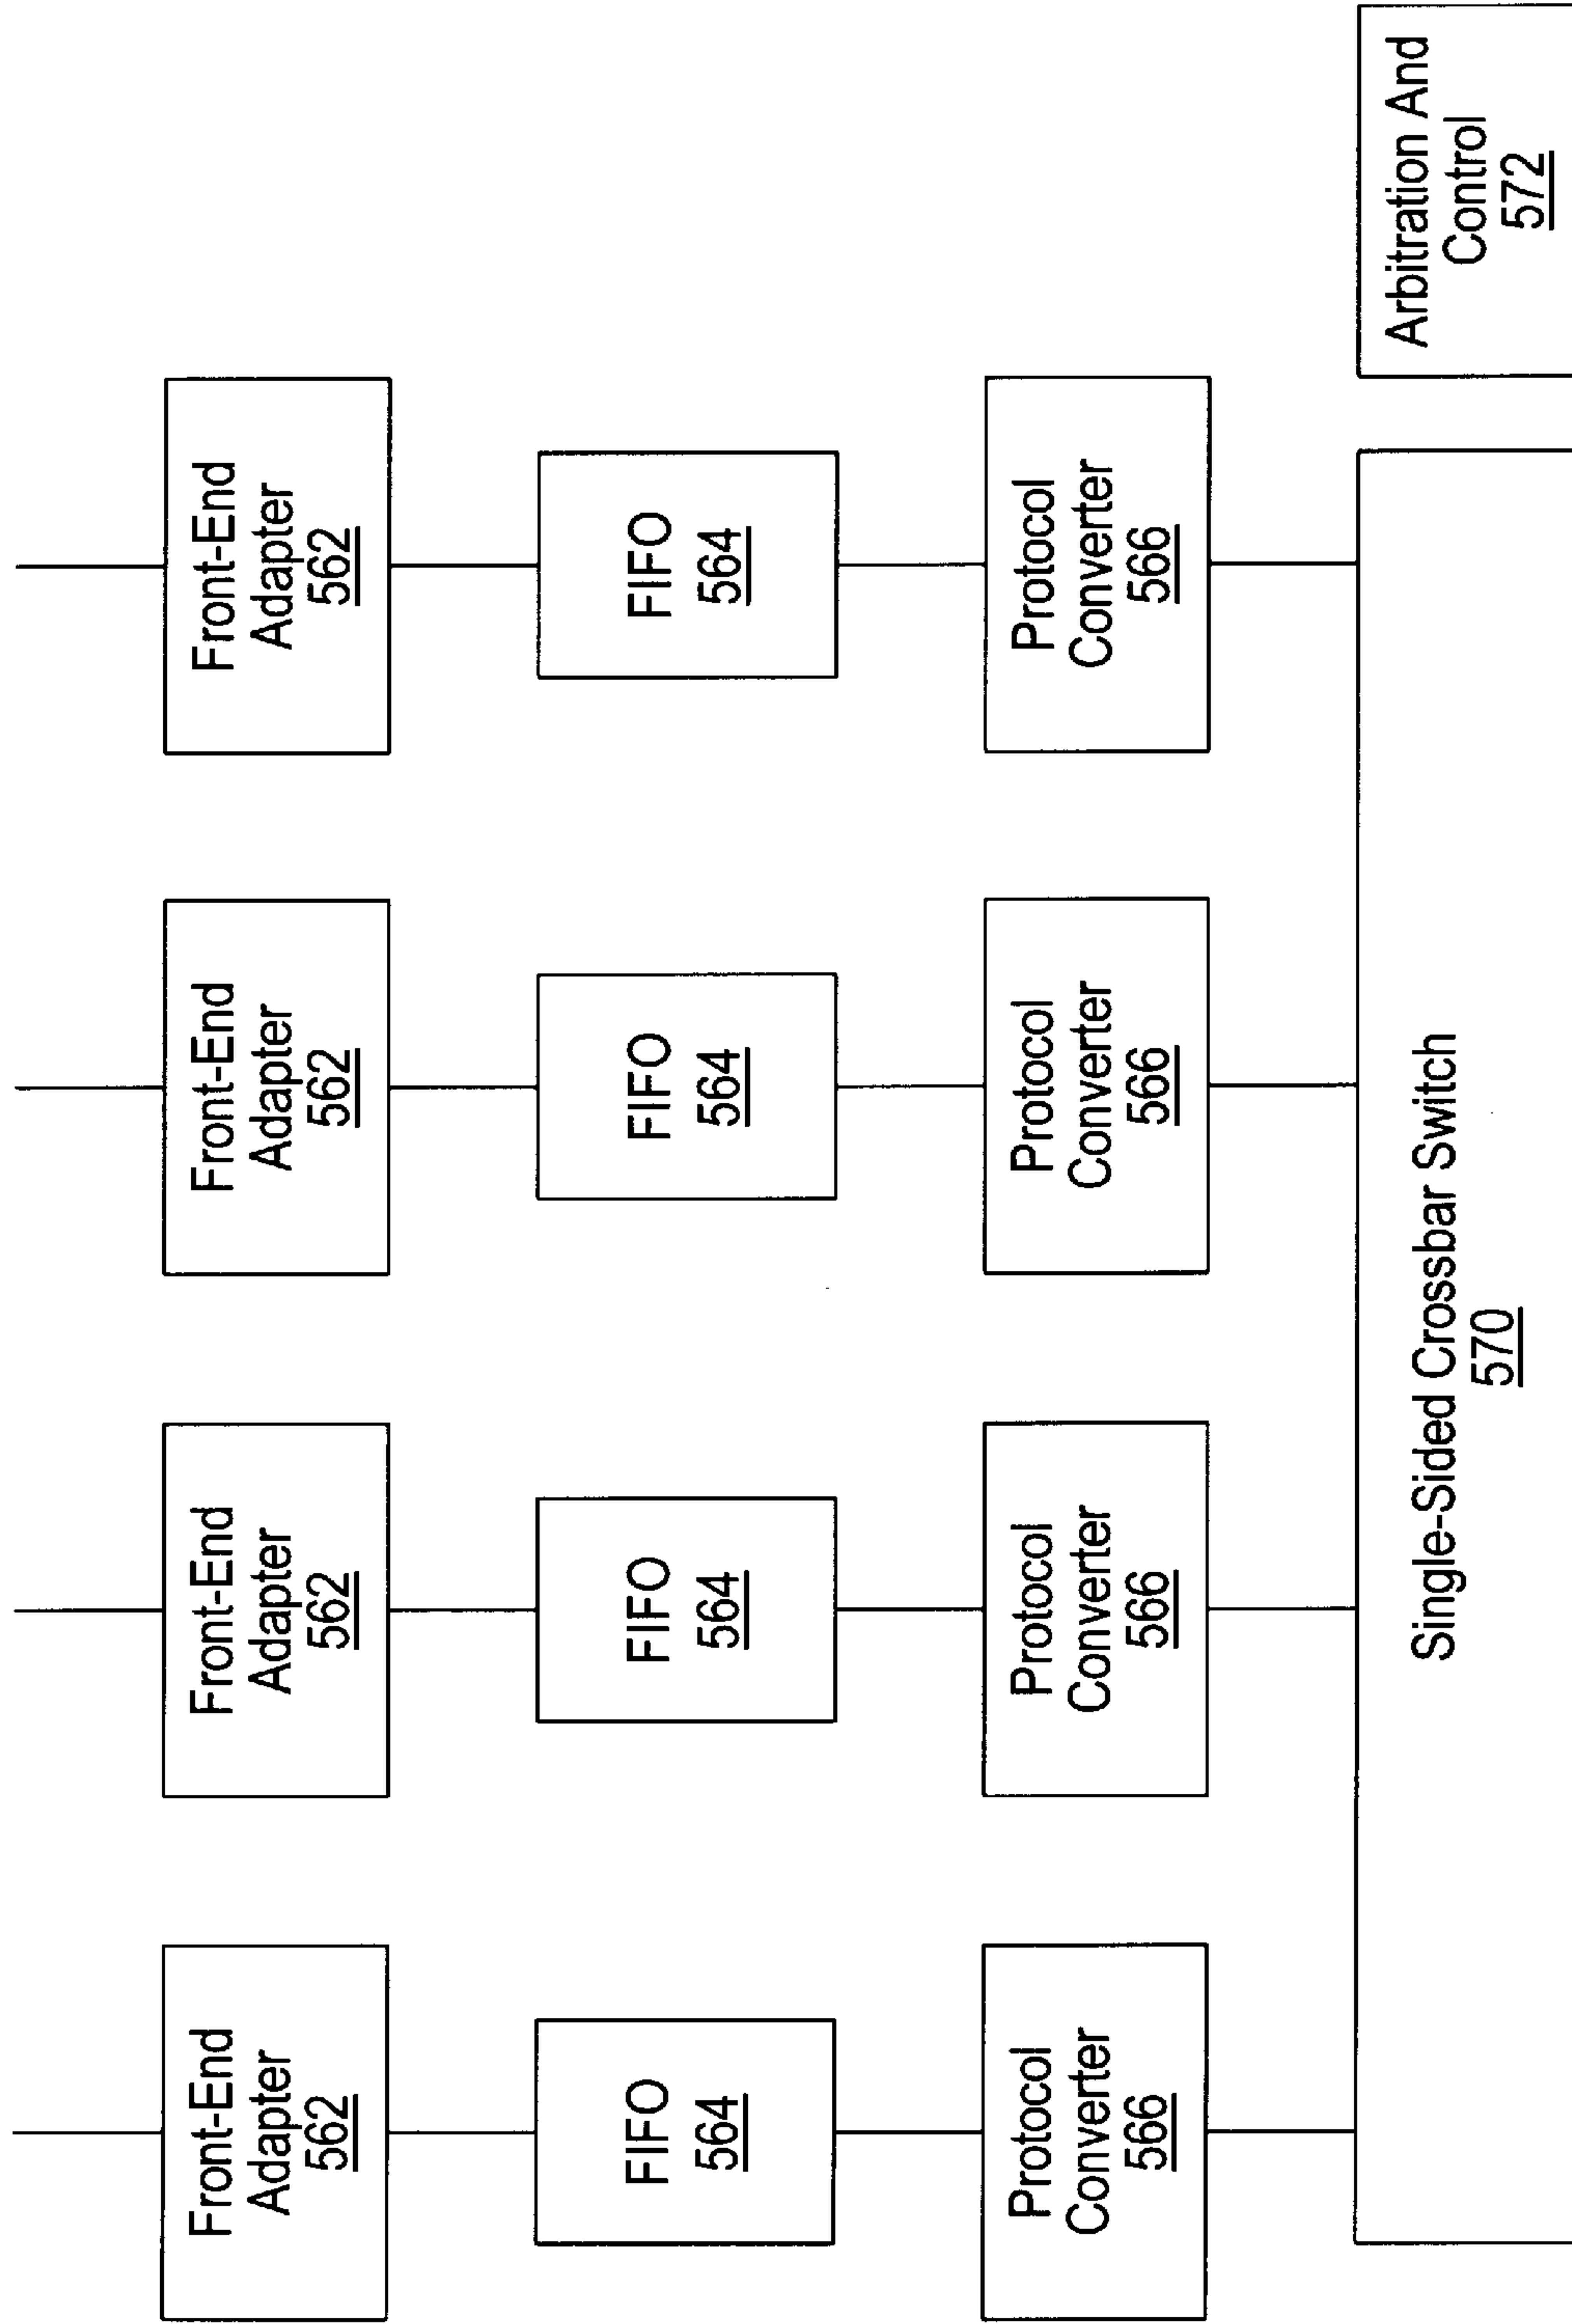 Front-End
Adapter
562
Front-End
Adapter
562
Front-End
Adapter
562
Front-End
Adapter
562
FIFO
564
FIFO
564
FIFO
564
FIFO
564
Protocol
Converter
566
Protocol
Converter
566
Protocol
Converter
566
Protocol
Converter
566
Single-Sided Crossbar Switch
570
Arbitration And
Control
572